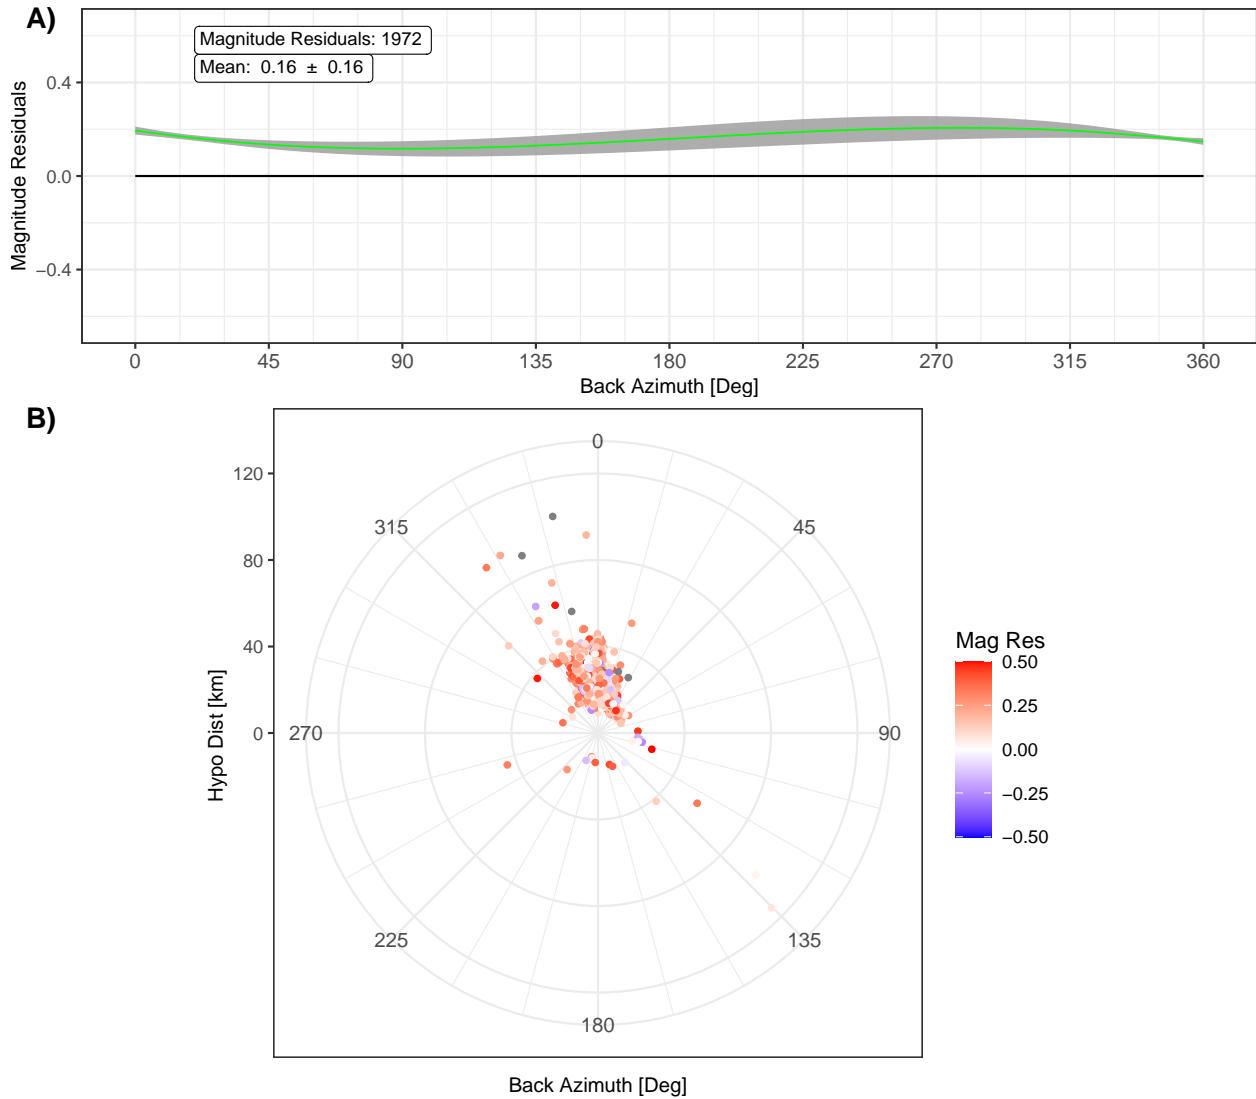 A)
Magnitude Residuals: 1972
Mean:  0.16  ±  0.16
Magnitude Residuals
0.4
0.0
−0.4
0 45 90 135 180 225 270 315 360
Back Azimuth [Deg]
B)
Hypo Dist [km]
120
80
40
0
0
45
90
135
180
225
270
315
Back Azimuth [Deg]
Mag Res
0.50
0.25
0.00
−0.25
−0.50